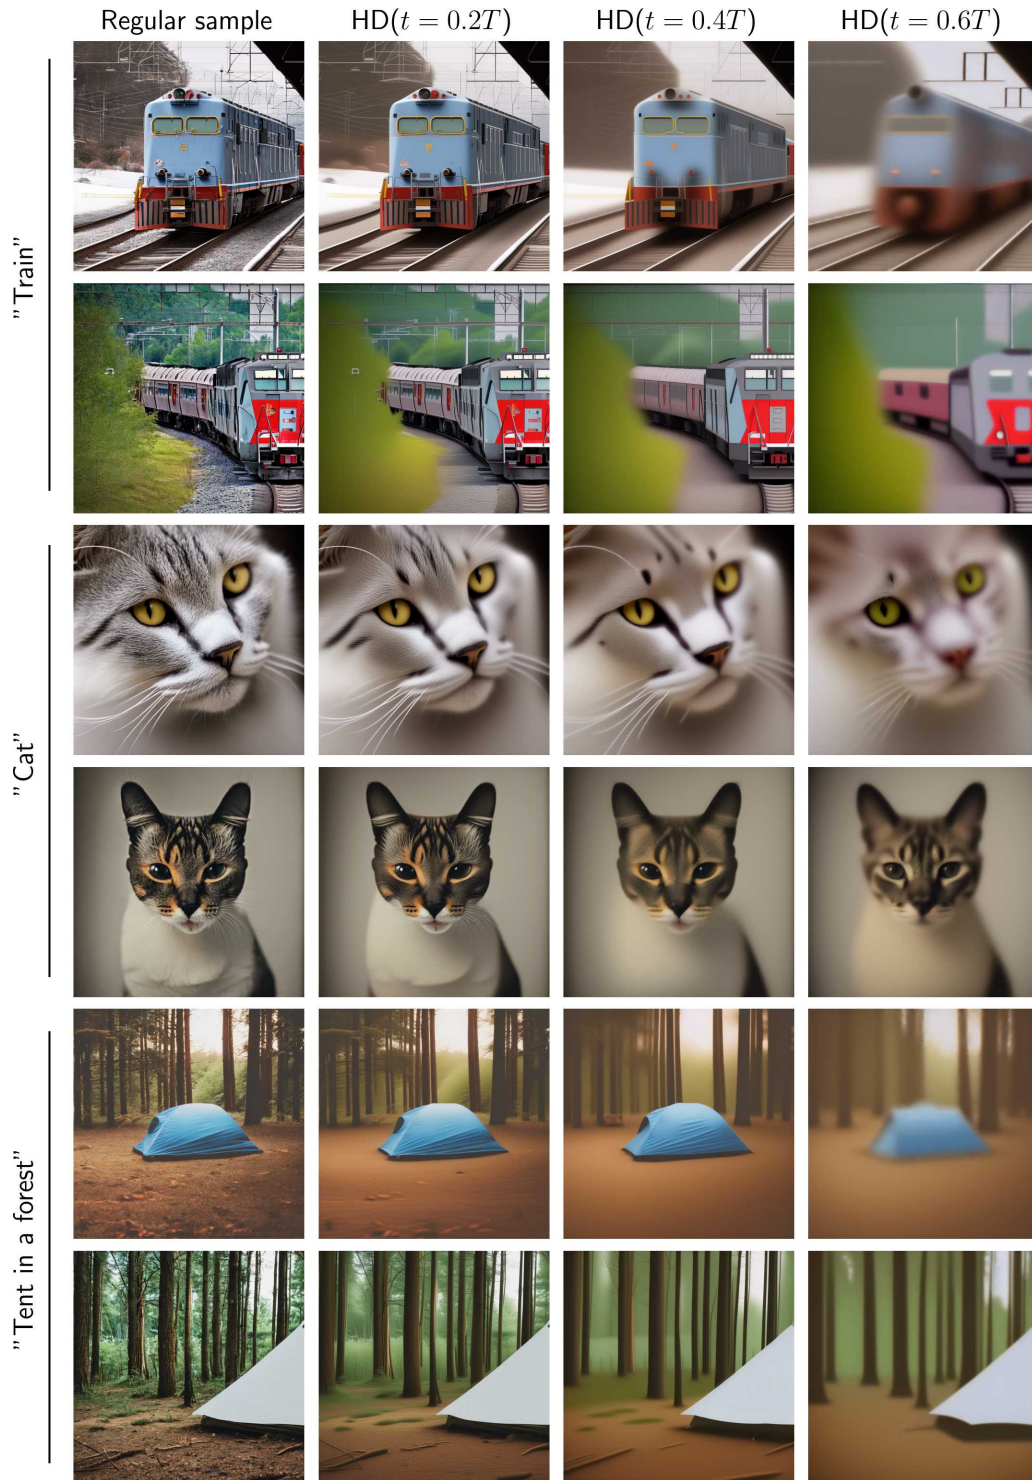 Regular sample
HD(t = 0.2T)
HD(t = 0.4T)
HD(t = 0.6T)
"Train"
"Cat"
"Tent in a forest"